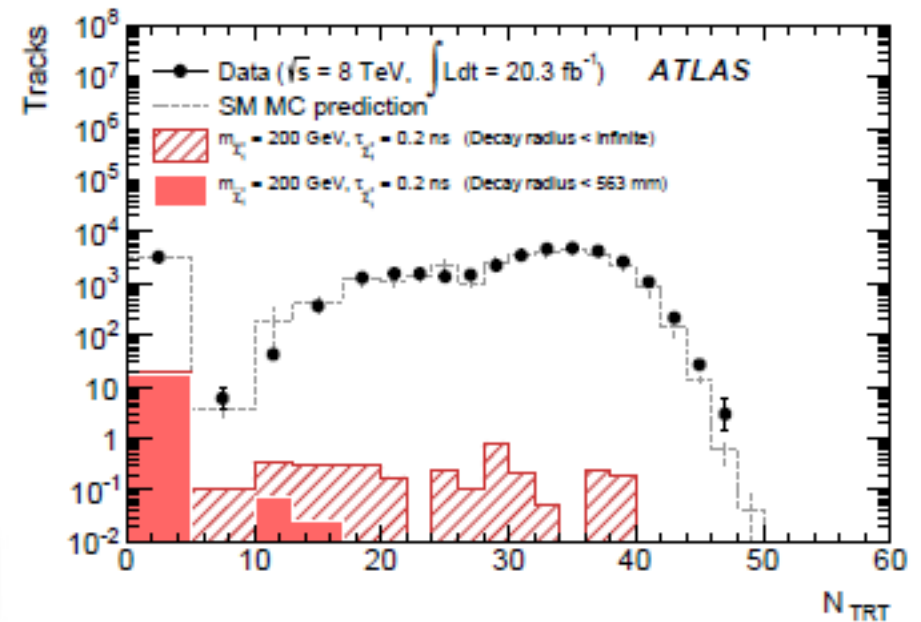 Tracks
10⁸
10⁷
10⁶
10⁵
10⁴
10³
10²
10
1
10⁻¹
10⁻²
Data (√s = 8 TeV, ∫Ldt = 20.3 fb⁻¹) ATLAS
SM MC prediction
= 200 GeV, = 0.2 ns (Decay radius < infinite)
= 200 GeV, = 0.2 ns (Decay radius < 563 mm)
0 10 20 30 40 50 60
N TRT